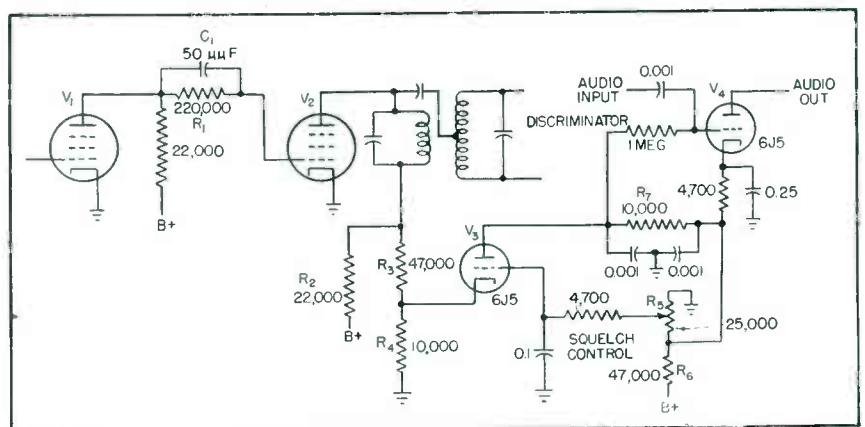 C₁
50 μμF
V₁
220,000
R₁
22,000
B+
V₂
DISCRIMINATOR
R₂
22,000
B+
R₃
47,000
R₄
10,000
V₃
6J5
0.1
4,700
SQUELCH
CONTROL
AUDIO
INPUT
0.001
1 MEG
R₇
10,000
0.001
0.001
V₄
AUDIO
OUT
6J5
4,700
0.25
R₅
25,000
47,000
R₆
B+